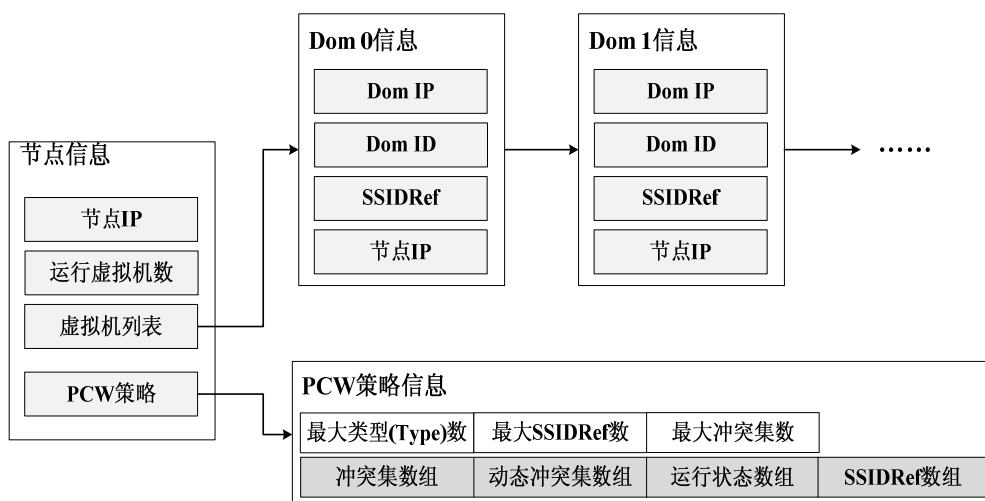 节点信息
节点IP
运行虚拟机数
虚拟机列表
PCW策略
Dom 0信息
Dom IP
Dom ID
SSIDRef
节点IP
Dom 1信息
Dom IP
Dom ID
SSIDRef
节点IP
……
PCW策略信息
最大类型(Type)数 最大SSIDRef数 最大冲突集数
冲突集数组 动态冲突集数组 运行状态数组 SSIDRef数组